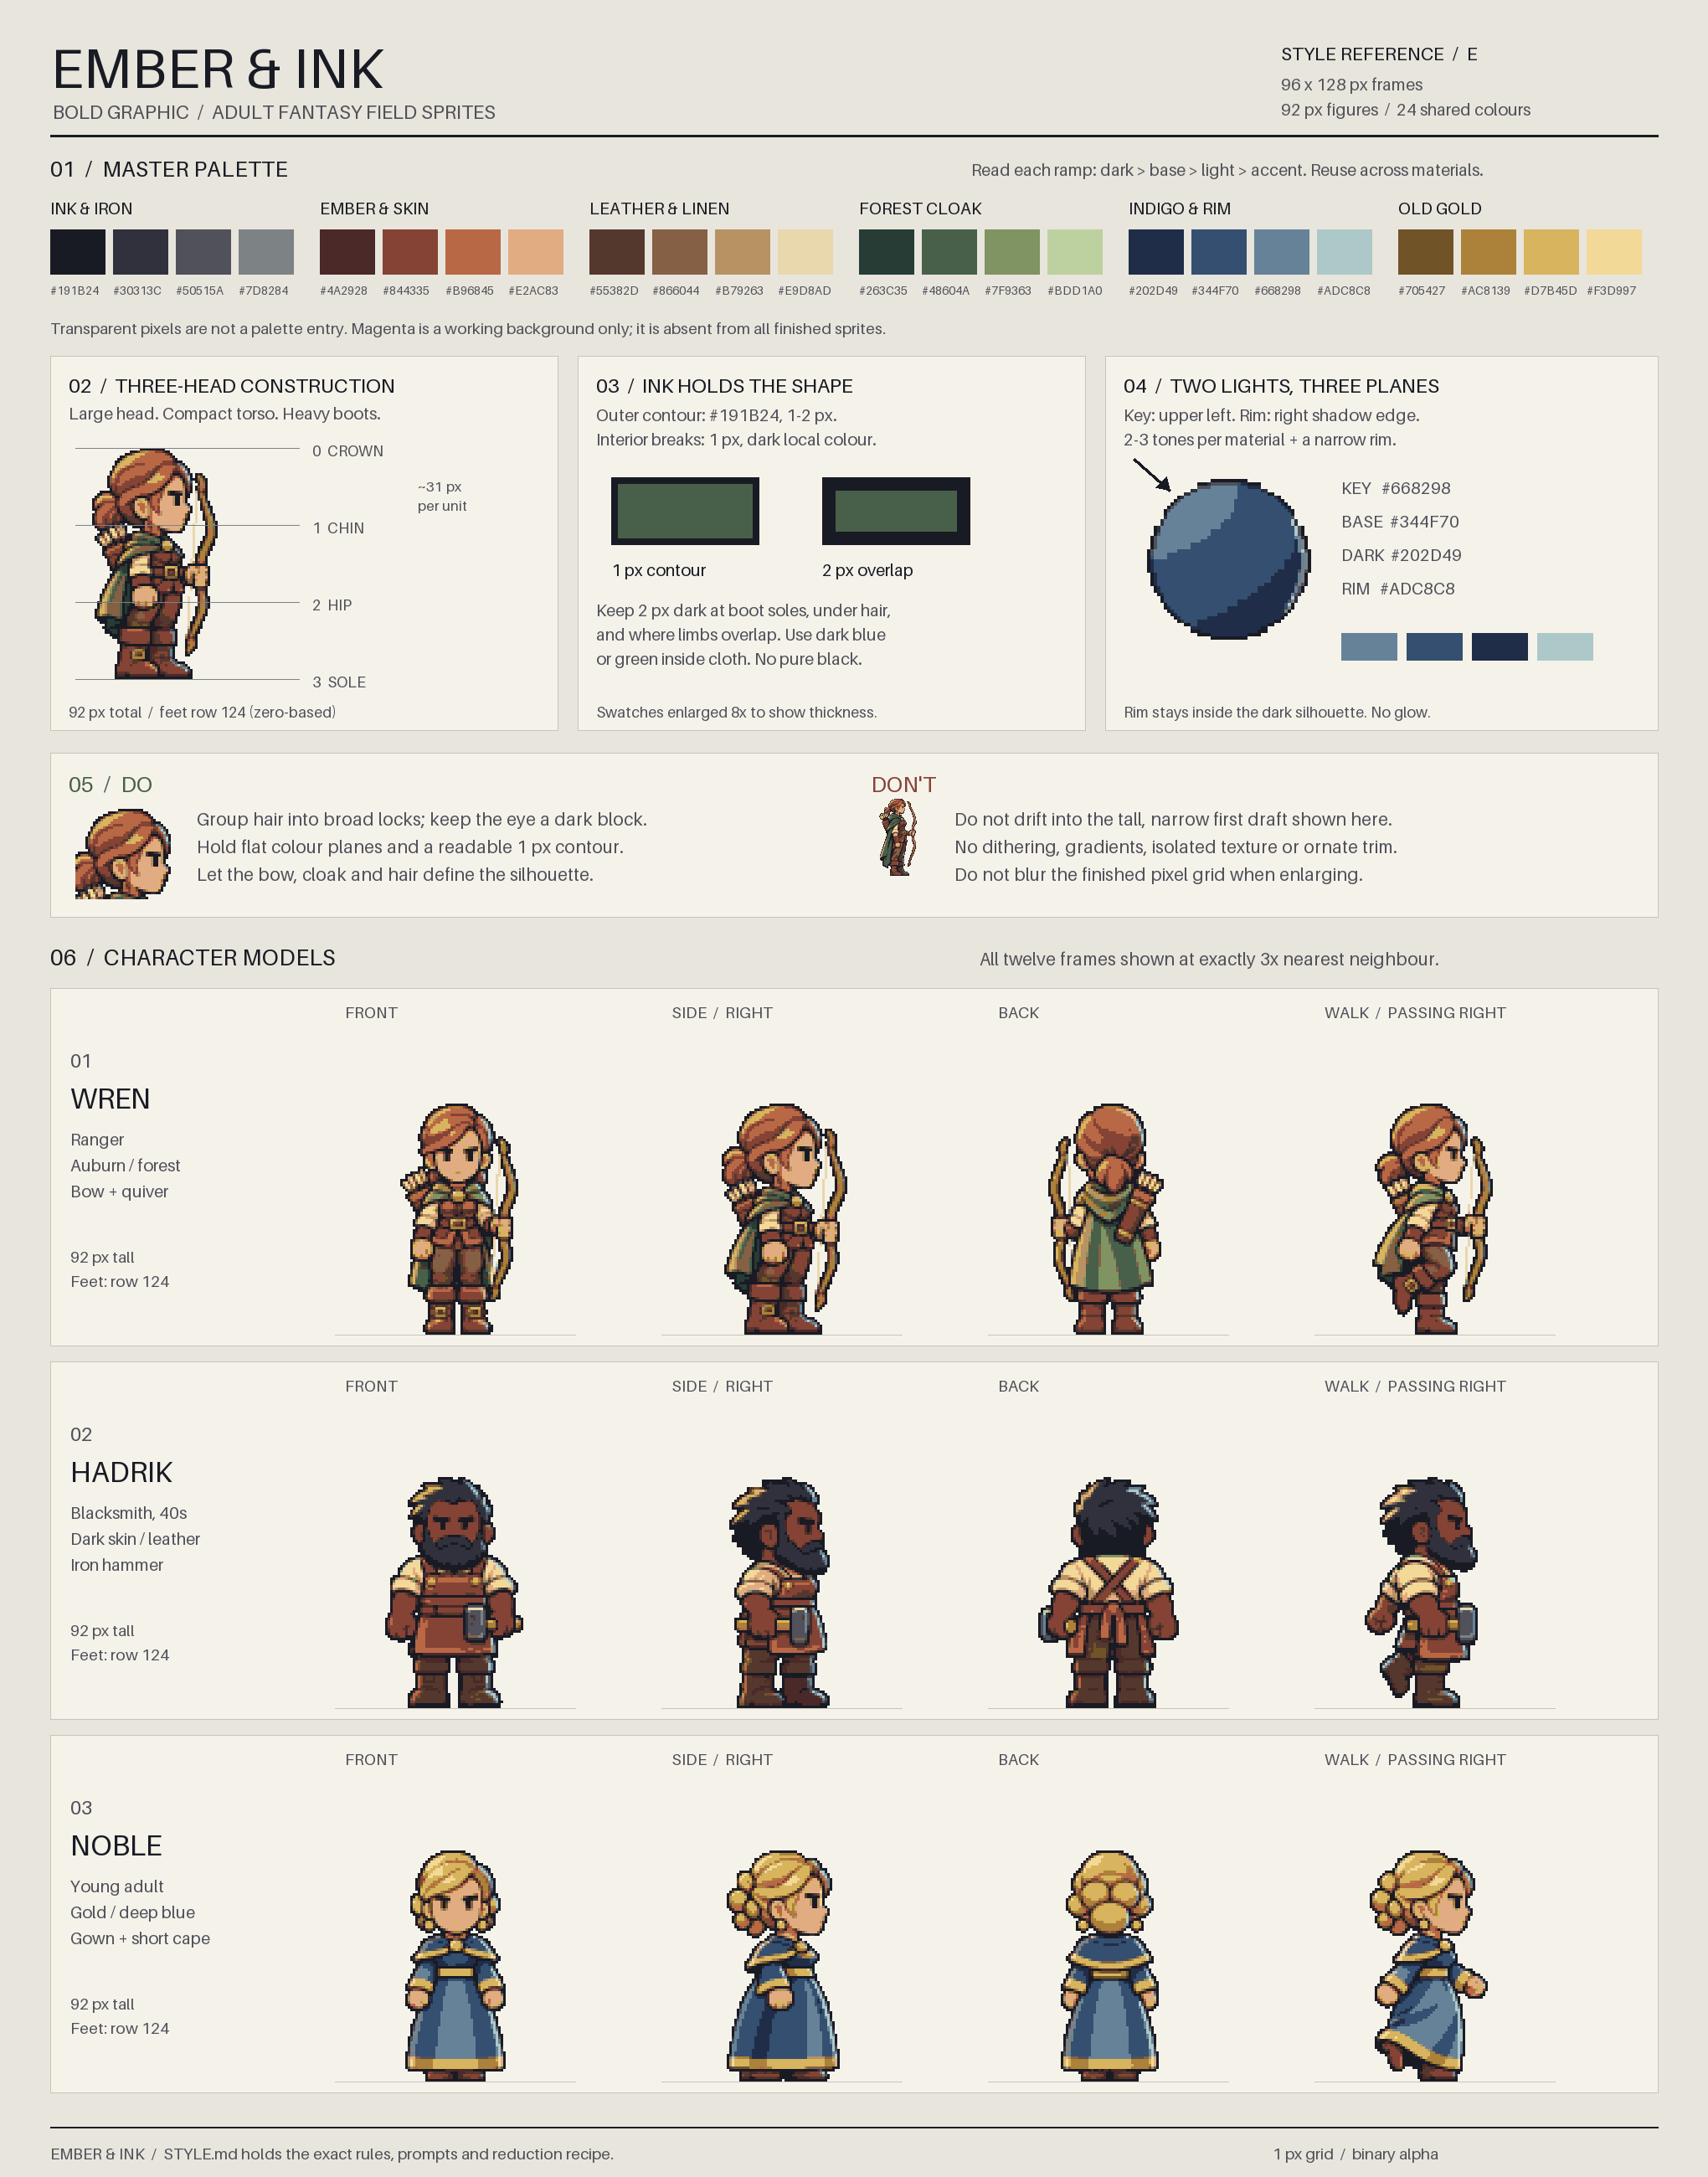 EMBER & INK
BOLD GRAPHIC / ADULT FANTASY FIELD SPRITES
STYLE REFERENCE / E
96 x 128 px frames
92 px figures / 24 shared colours
01 / MASTER PALETTE
Read each ramp: dark > base > light > accent. Reuse across materials.
INK & IRON
#191B24 #30313C #50515A #7D8284
EMBER & SKIN
#4A2928 #844335 #B96845 #E2AC83
LEATHER & LINEN
#55382D #866044 #B79263 #E9D8AD
FOREST CLOAK
#263C35 #48604A #7F9363 #BDD1A0
INDIGO & RIM
#202D49 #344F70 #668298 #ADC8C8
OLD GOLD
#705427 #AC8139 #D7B45D #F3D997
Transparent pixels are not a palette entry. Magenta is a working background only; it is absent from all finished sprites.
02 / THREE-HEAD CONSTRUCTION
Large head. Compact torso. Heavy boots.
0 CROWN
~31 px
per unit
1 CHIN
2 HIP
3 SOLE
92 px total / feet row 124 (zero-based)
03 / INK HOLDS THE SHAPE
Outer contour: #191B24, 1-2 px.
Interior breaks: 1 px, dark local colour.
1 px contour
2 px overlap
Keep 2 px dark at boot soles, under hair,
and where limbs overlap. Use dark blue
or green inside cloth. No pure black.
Swatches enlarged 8x to show thickness.
04 / TWO LIGHTS, THREE PLANES
Key: upper left. Rim: right shadow edge.
2-3 tones per material + a narrow rim.
KEY #668298
BASE #344F70
DARK #202D49
RIM #ADC8C8
Rim stays inside the dark silhouette. No glow.
05 / DO
Group hair into broad locks; keep the eye a dark block.
Hold flat colour planes and a readable 1 px contour.
Let the bow, cloak and hair define the silhouette.
DON'T
Do not drift into the tall, narrow first draft shown here.
No dithering, gradients, isolated texture or ornate trim.
Do not blur the finished pixel grid when enlarging.
06 / CHARACTER MODELS
All twelve frames shown at exactly 3x nearest neighbour.
FRONT
SIDE / RIGHT
BACK
WALK / PASSING RIGHT
01
WREN
Ranger
Auburn / forest
Bow + quiver
92 px tall
Feet: row 124
FRONT
SIDE / RIGHT
BACK
WALK / PASSING RIGHT
02
HADRIK
Blacksmith, 40s
Dark skin / leather
Iron hammer
92 px tall
Feet: row 124
FRONT
SIDE / RIGHT
BACK
WALK / PASSING RIGHT
03
NOBLE
Young adult
Gold / deep blue
Gown + short cape
92 px tall
Feet: row 124
EMBER & INK / STYLE.md holds the exact rules, prompts and reduction recipe.
1 px grid / binary alpha